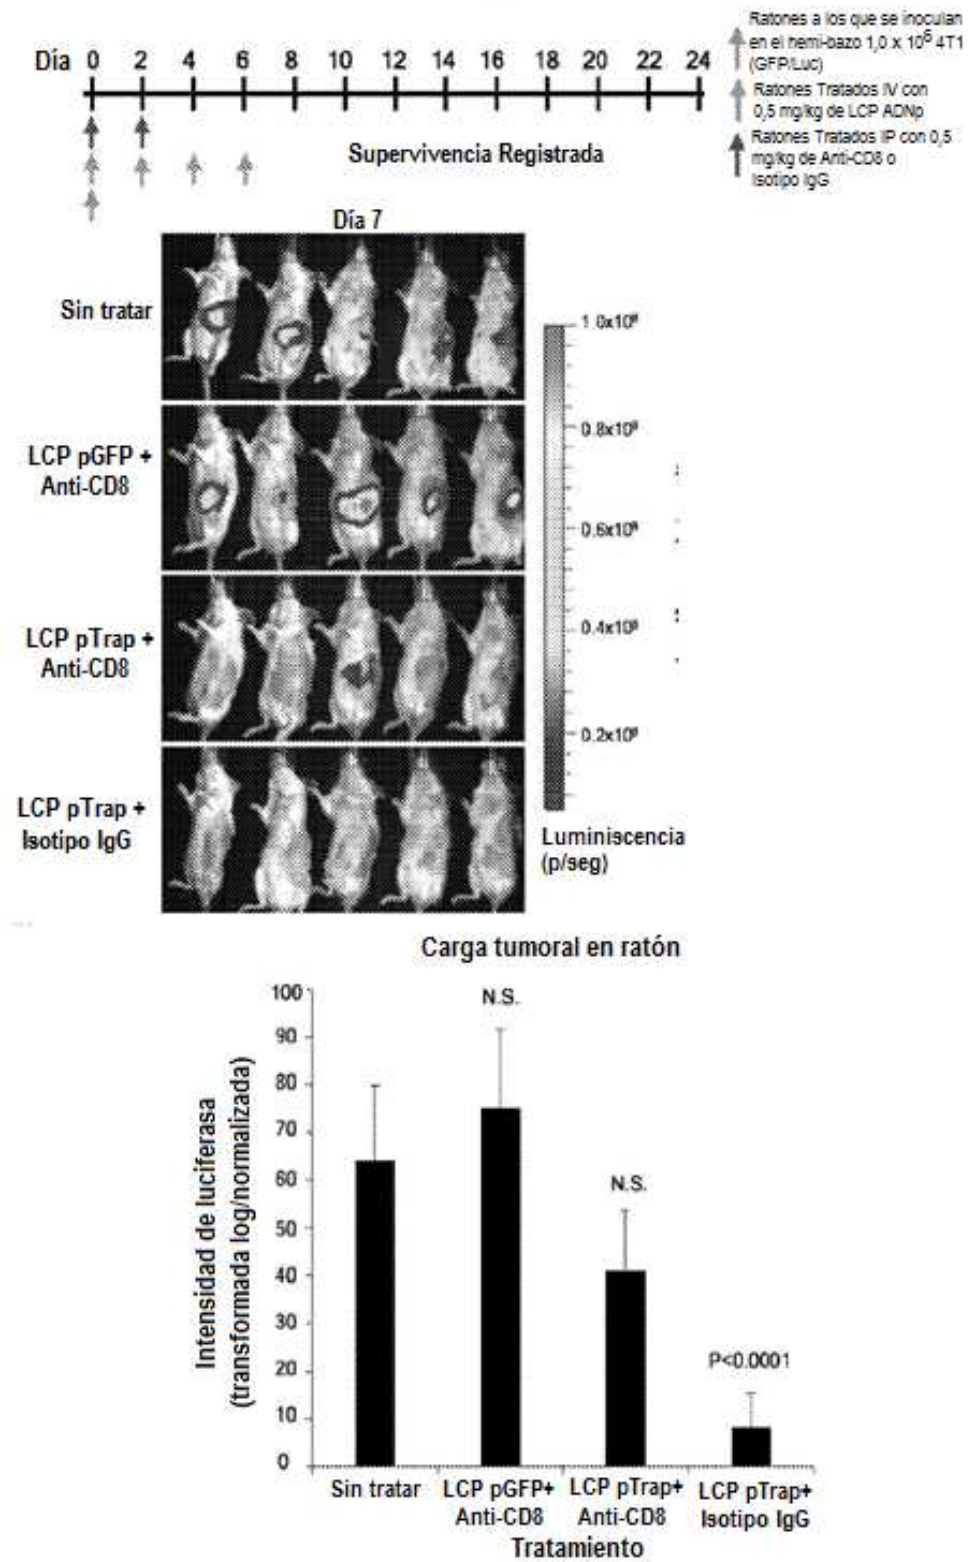 Día 0 2 4 6 8 10 12 14 16 18 20 22 24
Ratones a los que se inoculan
en el hemi-bazo 1,0 x 10⁶ 4T1
(GFP/Luc)
Ratones Tratados IV con
0,5 mg/kg de LCP ADNp
Ratones Tratados IP con 0,5
mg/kg de Anti-CD8 o
Isotipo IgG
Supervivencia Registrada
Día 7
Sin tratar
LCP pGFP +
Anti-CD8
LCP pTrap +
Anti-CD8
LCP pTrap +
Isotipo IgG
Luminiscencia
(p/seg)
Carga tumoral en ratón
Intensidad de luciferasa
(transformada log/normalizada)
100
90
80
70
60
50
40
30
20
10
0
N.S.
N.S.
P<0.0001
Sin tratar
LCP pGFP+
Anti-CD8
LCP pTrap+
Anti-CD8
LCP pTrap+
Isotipo IgG
Tratamiento